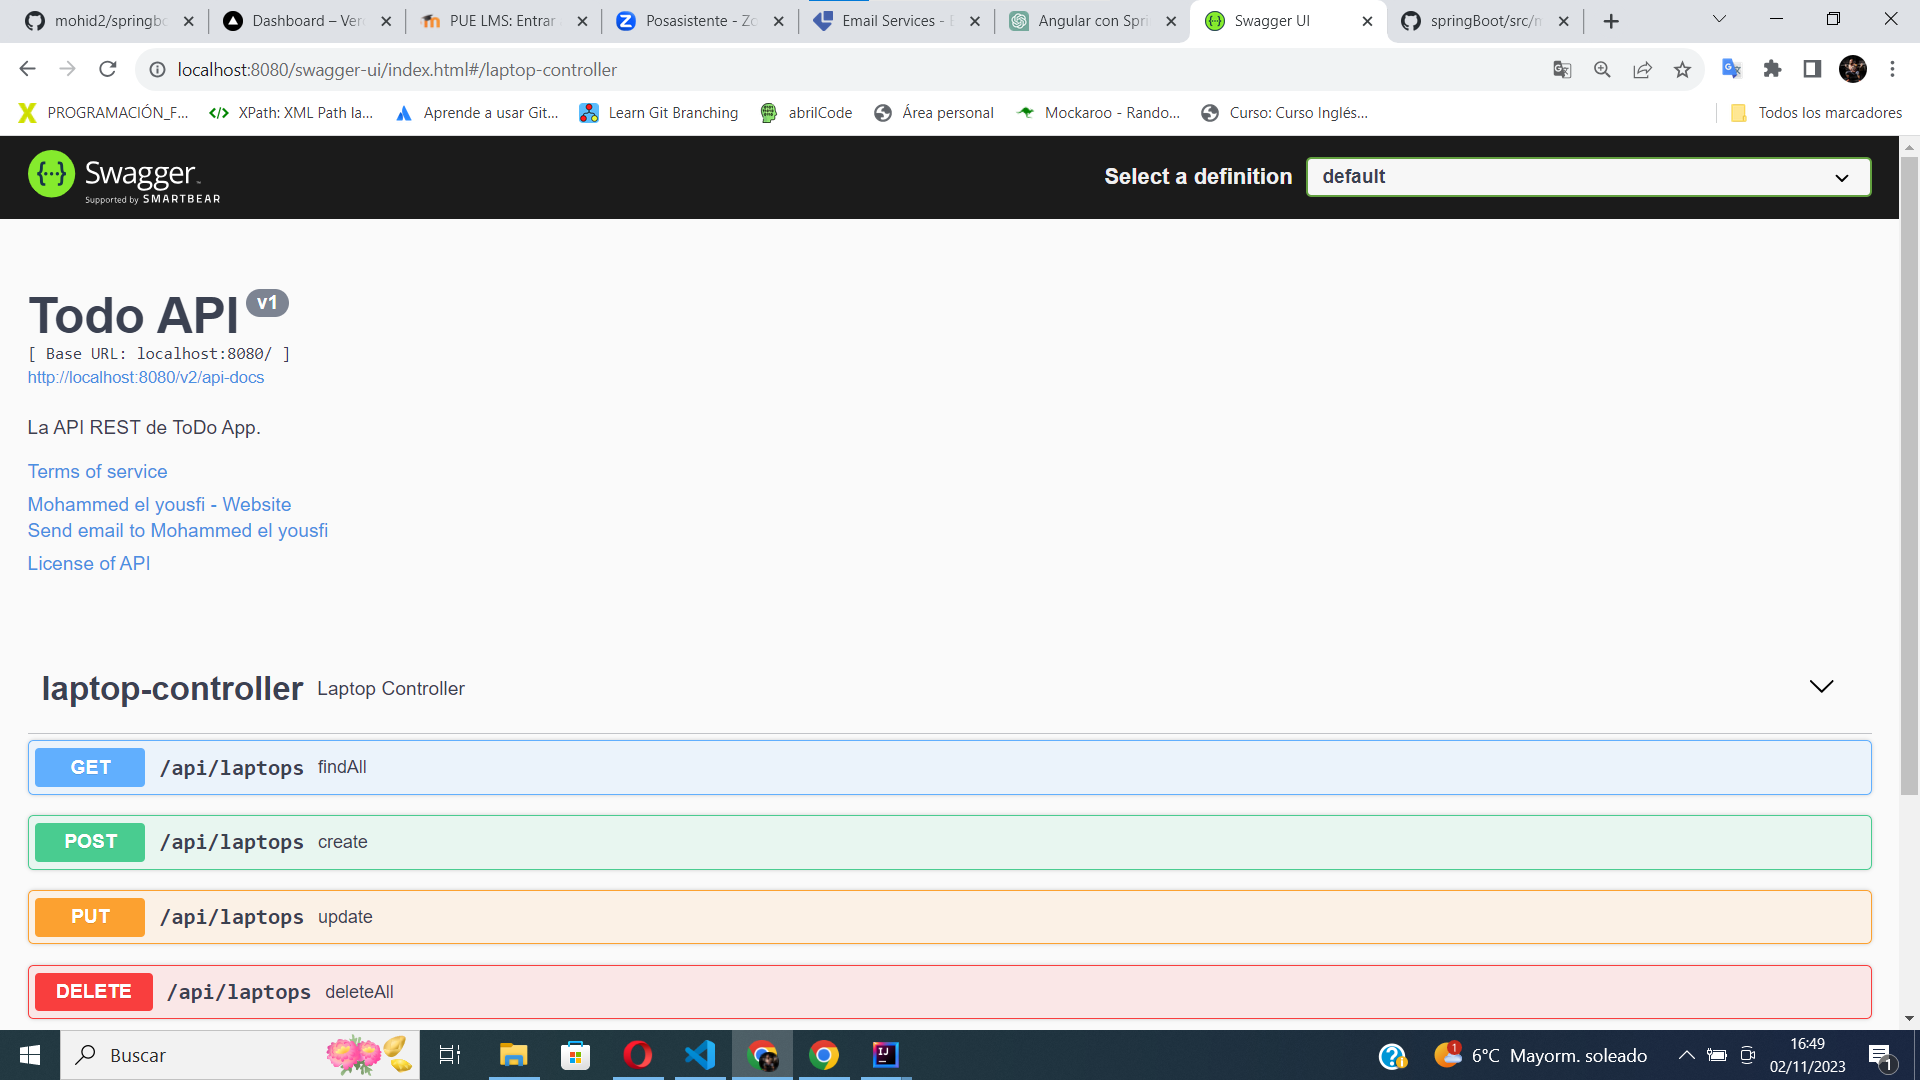 mohid2/springbo
Dashboard – Ver
PUE LMS: Entrar
Posasistente - Zo
Email Services - E
Angular con Spri
Swagger UI
springBoot/src/m
localhost:8080/swagger-ui/index.html#/laptop-controller
PROGRAMACIÓN_F...
XPath: XML Path la...
Aprende a usar Git...
Learn Git Branching
abrilCode
Área personal
Mockaroo - Rando...
Curso: Curso Inglés...
Todos los marcadores
Swagger
Supported by SMARTBEAR
Select a definition
default
Todo API v1
[ Base URL: localhost:8080/ ]
http://localhost:8080/v2/api-docs
La API REST de ToDo App.
Terms of service
Mohammed el yousfi - Website
Send email to Mohammed el yousfi
License of API
laptop-controller Laptop Controller
GET /api/laptops findAll
POST /api/laptops create
PUT /api/laptops update
DELETE /api/laptops deleteAll
Buscar
1
6°C Mayorm. soleado
16:49
02/11/2023
1